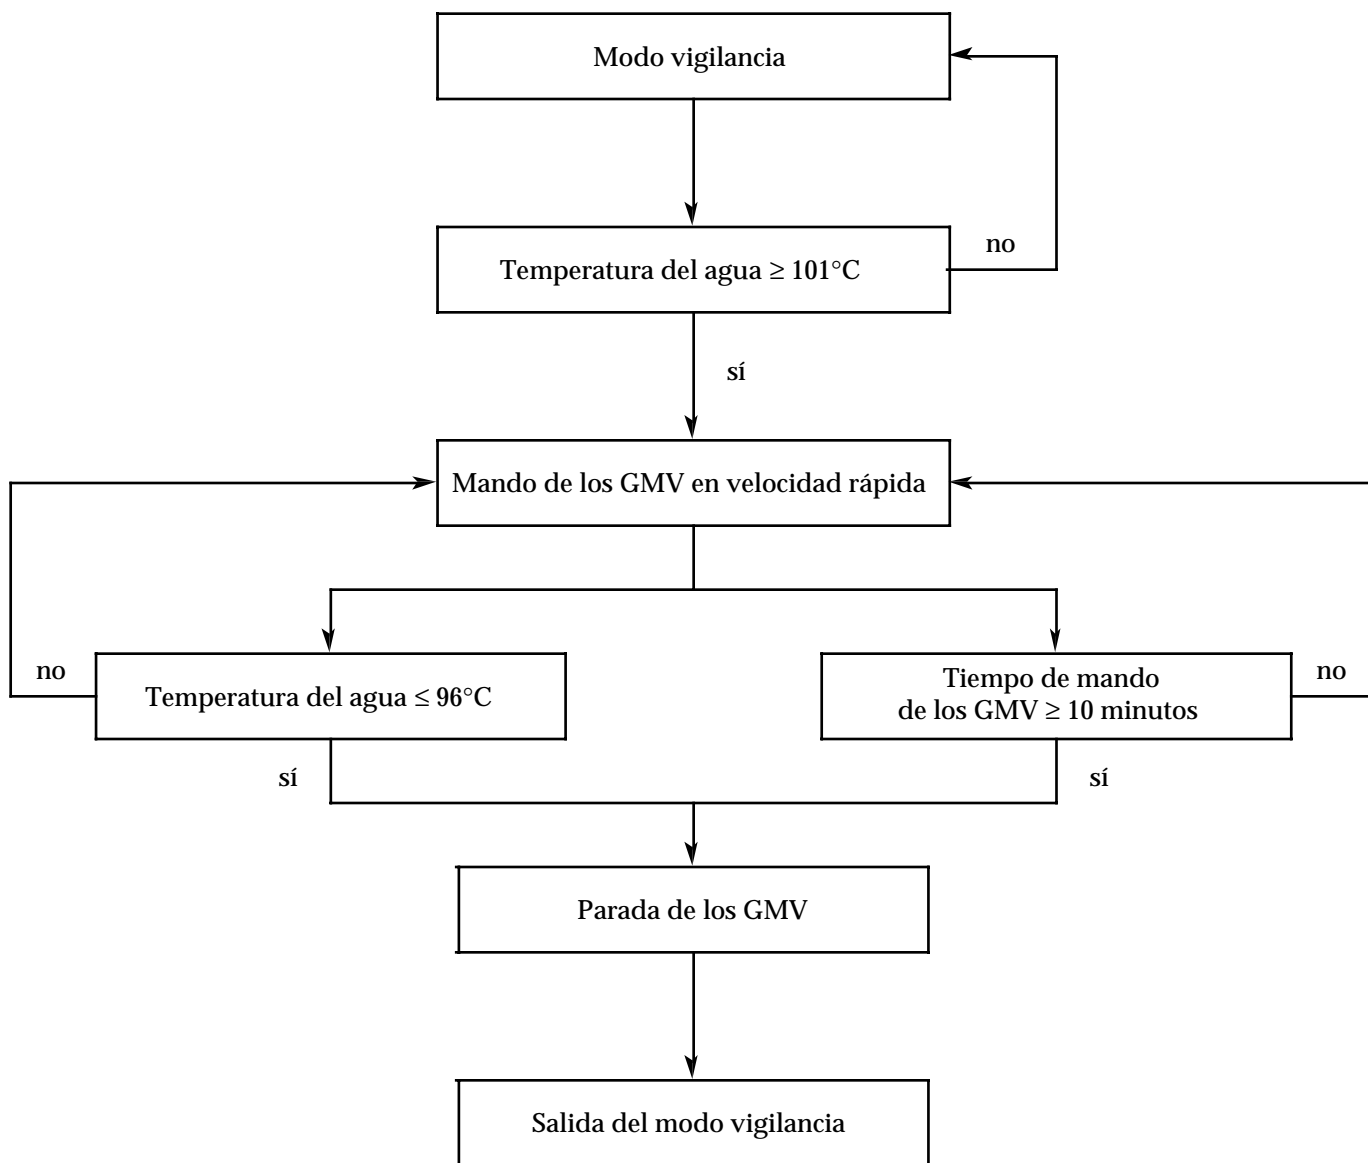 Modo vigilancia
no
Temperatura del agua ≥ 101°C
sí
Mando de los GMV en velocidad rápida
no
Temperatura del agua ≤ 96°C
Tiempo de mando
de los GMV ≥ 10 minutos
no
sí
sí
Parada de los GMV
Salida del modo vigilancia